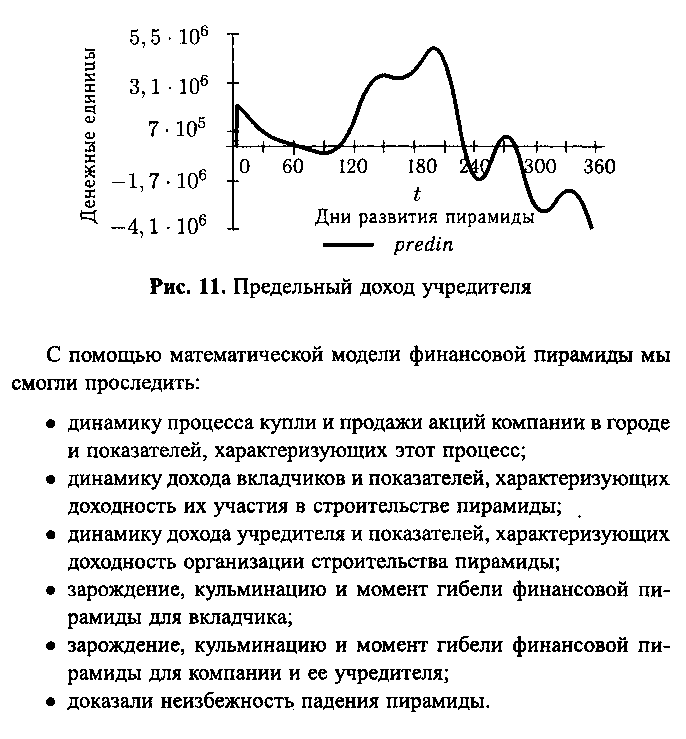 5,5 · 10⁶
3,1 · 10⁶
7 · 10⁵
−1,7 · 10⁶
−4,1 · 10⁶
Денежные единицы
0 60 120 180 240 300 360
t
Дни развития пирамиды
predin
Рис. 11. Предельный доход учредителя
С помощью математической модели финансовой пирамиды мы
смогли проследить:
• динамику процесса купли и продажи акций компании в городе
и показателей, характеризующих этот процесс;
• динамику дохода вкладчиков и показателей, характеризующих
доходность их участия в строительстве пирамиды;
• динамику дохода учредителя и показателей, характеризующих
доходность организации строительства пирамиды;
• зарождение, кульминацию и момент гибели финансовой пи-
рамиды для вкладчика;
• зарождение, кульминацию и момент гибели финансовой пи-
рамиды для компании и ее учредителя;
• доказали неизбежность падения пирамиды.